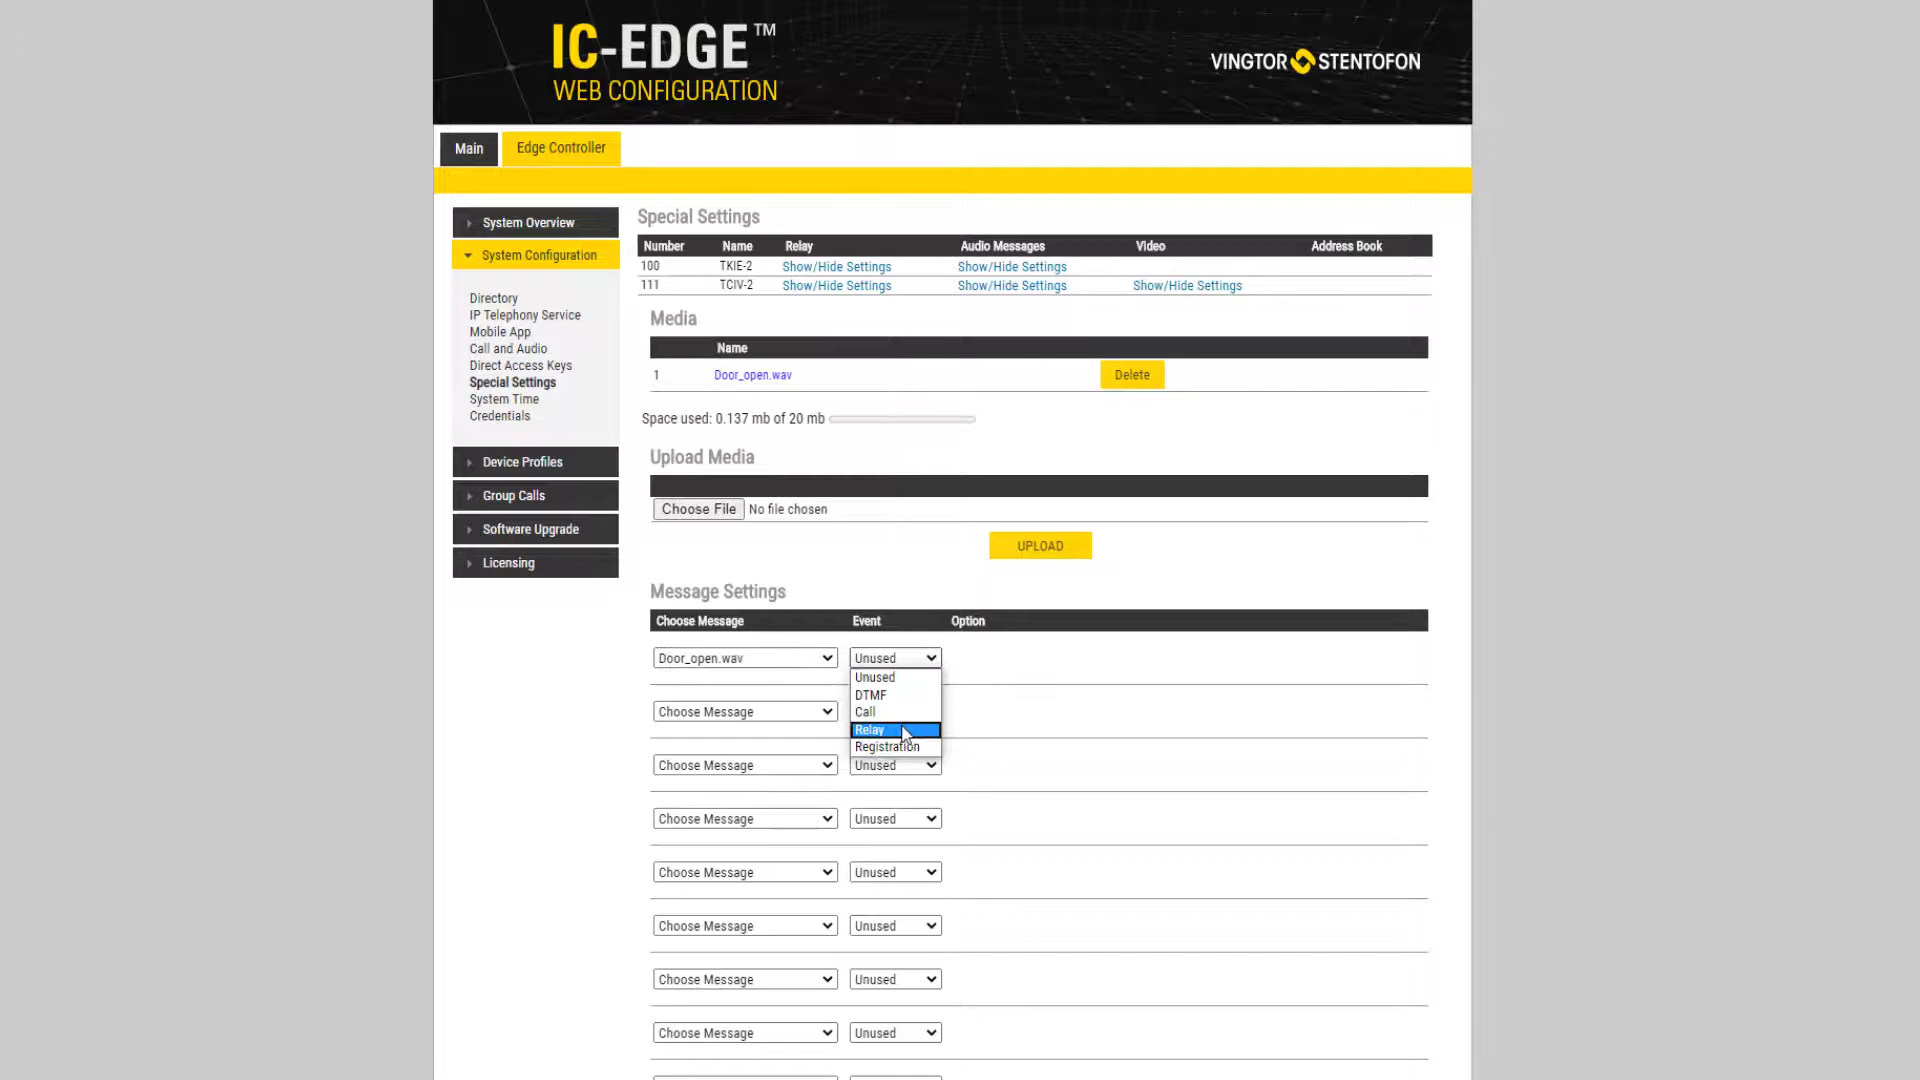 IC-EDGE™
WEB CONFIGURATION
VINGTOR STENTOFON
Main
Edge Controller
System Overview
System Configuration
Directory
IP Telephony Service
Mobile App
Call and Audio
Direct Access Keys
Special Settings
System Time
Credentials
Device Profiles
Group Calls
Software Upgrade
Licensing
Special Settings
Number Name Relay Audio Messages Video Address Book
100 TKIE-2 Show/Hide Settings Show/Hide Settings
111 TCIV-2 Show/Hide Settings Show/Hide Settings Show/Hide Settings
Media
Name
1 Door_open.wav Delete
Space used: 0.137 mb of 20 mb
Upload Media
Choose File No file chosen
UPLOAD
Message Settings
Choose Message Event Option
Door_open.wav Unused
Unused
DTMF
Call
Choose Message
Relay
Registration
Choose Message Unused
Choose Message Unused
Choose Message Unused
Choose Message Unused
Choose Message Unused
Choose Message Unused